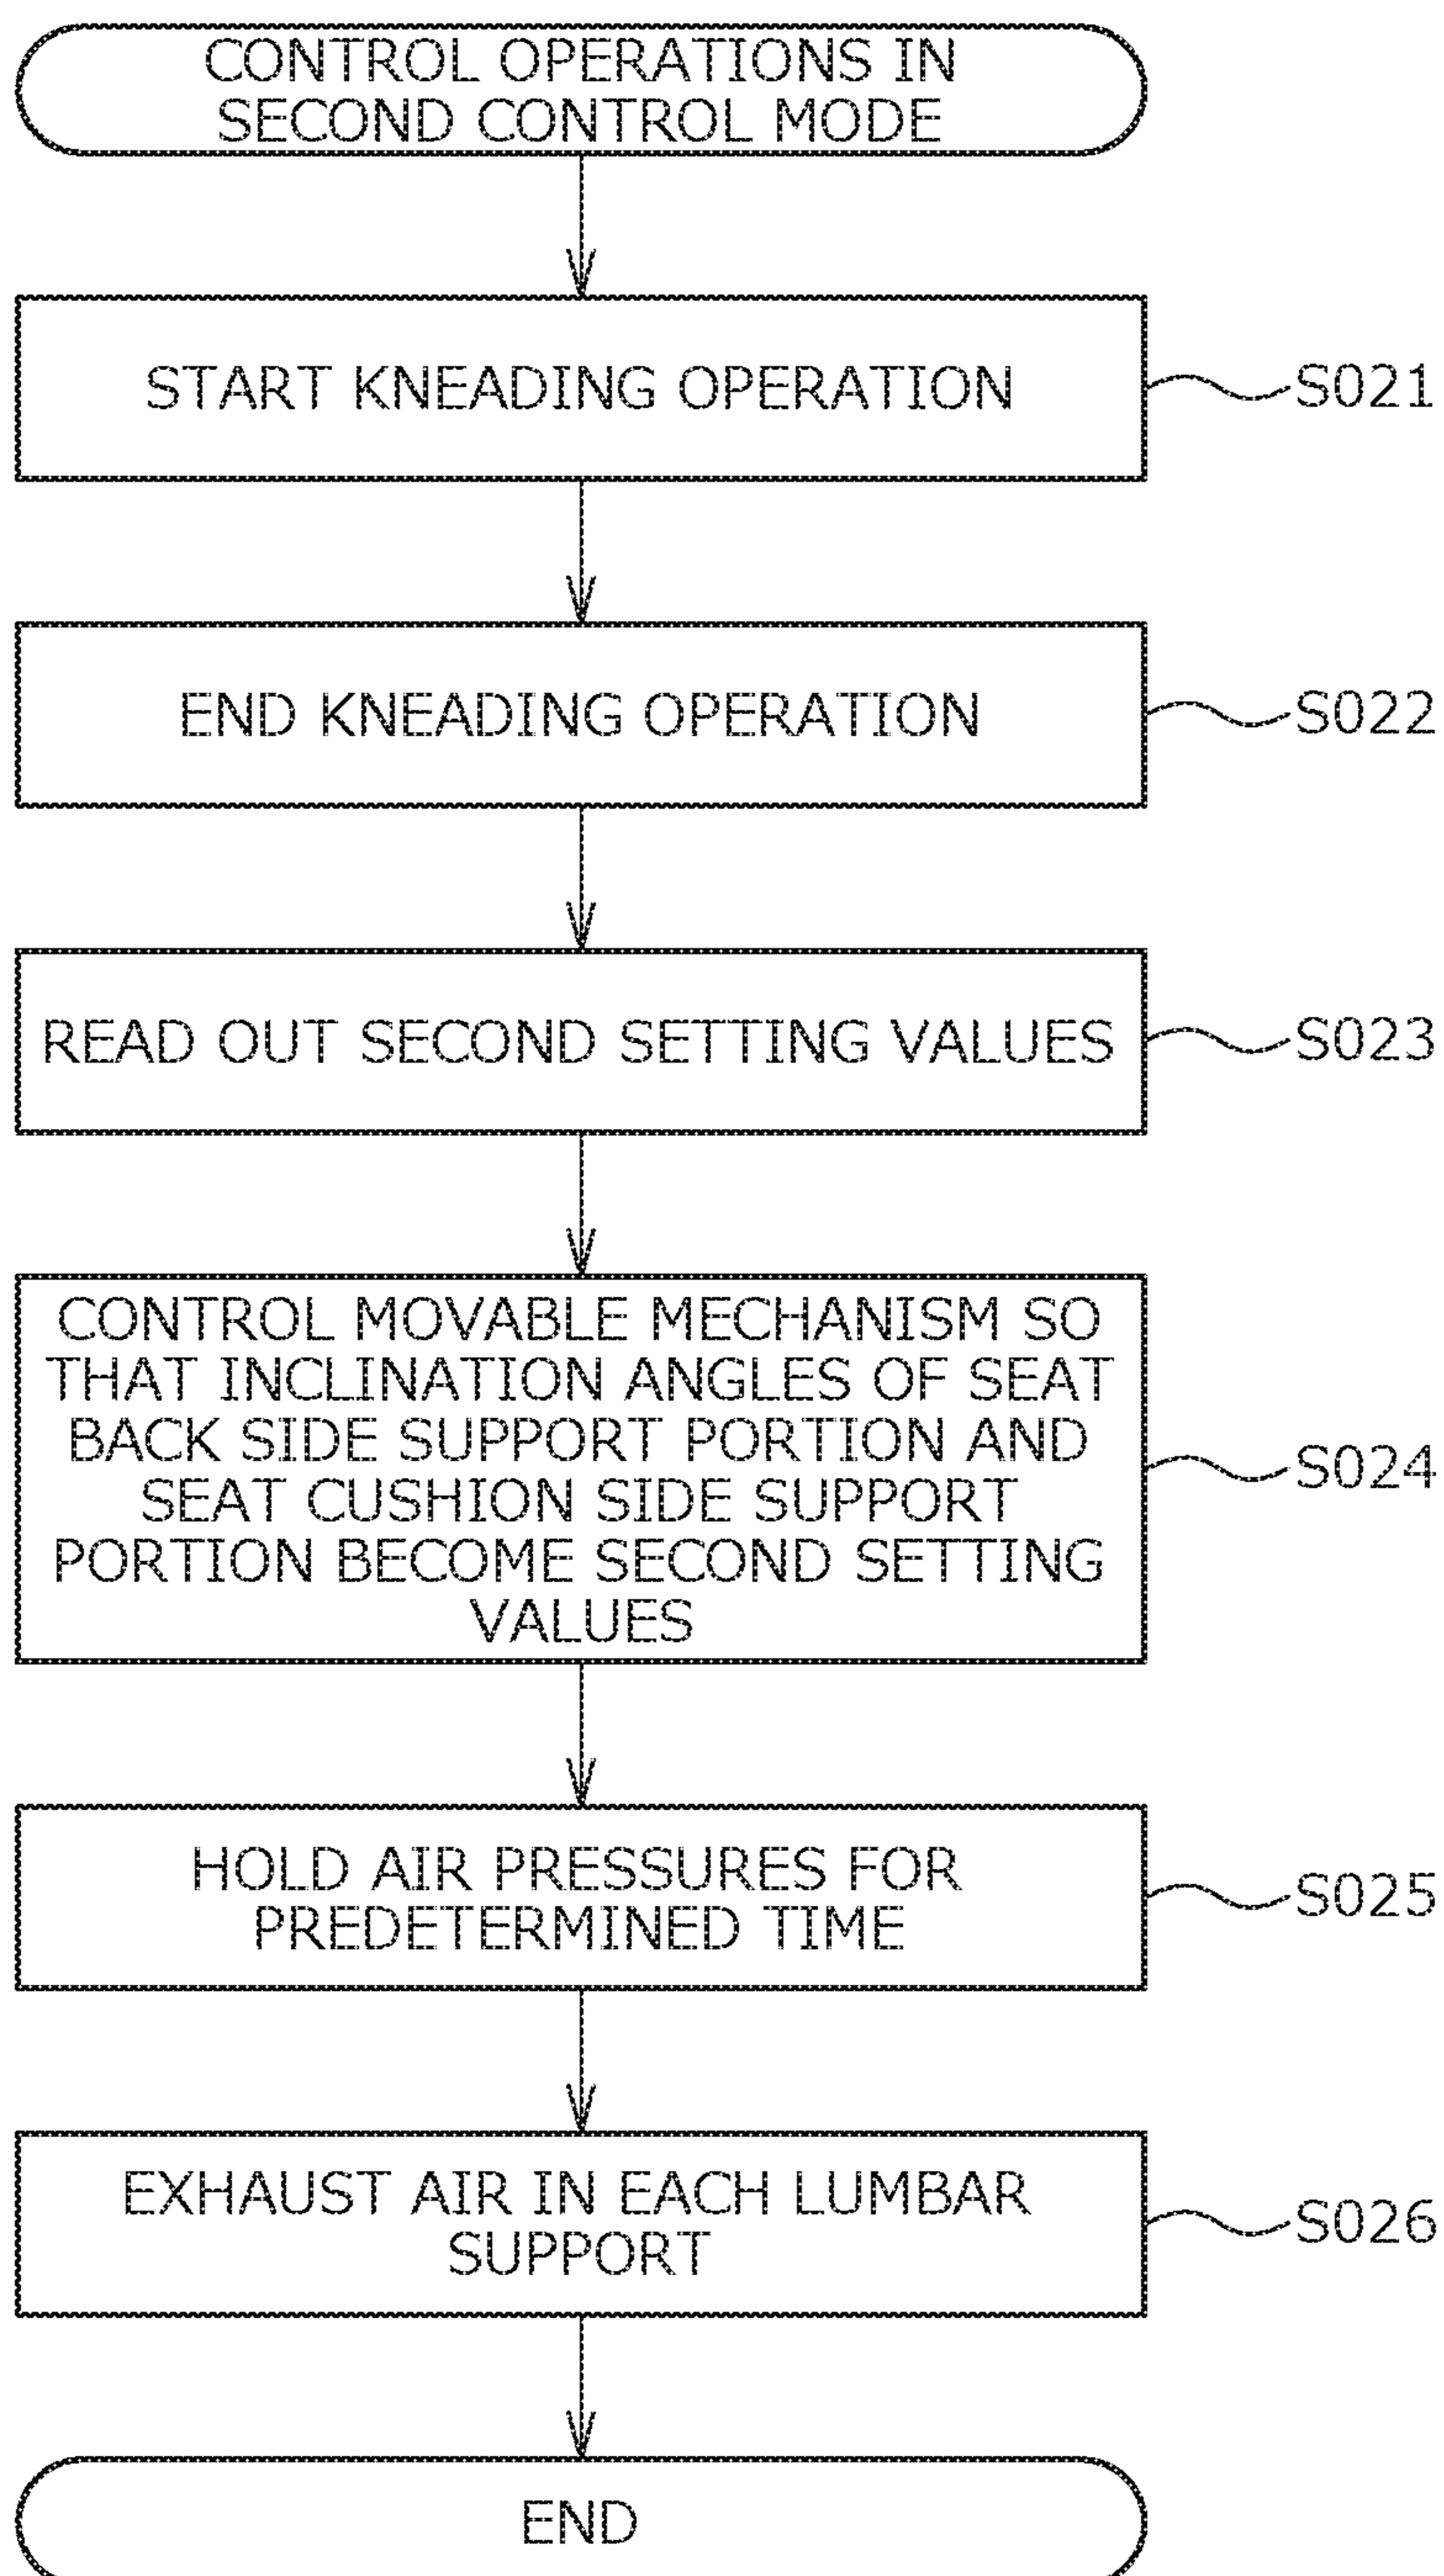 CONTROL OPERATIONS IN
SECOND CONTROL MODE
START KNEADING OPERATION
S021
END KNEADING OPERATION
S022
READ OUT SECOND SETTING VALUES
S023
CONTROL MOVABLE MECHANISM SO
THAT INCLINATION ANGLES OF SEAT
BACK SIDE SUPPORT PORTION AND
SEAT CUSHION SIDE SUPPORT
PORTION BECOME SECOND SETTING
VALUES
S024
HOLD AIR PRESSURES FOR
PREDETERMINED TIME
S025
EXHAUST AIR IN EACH LUMBAR
SUPPORT
S026
END